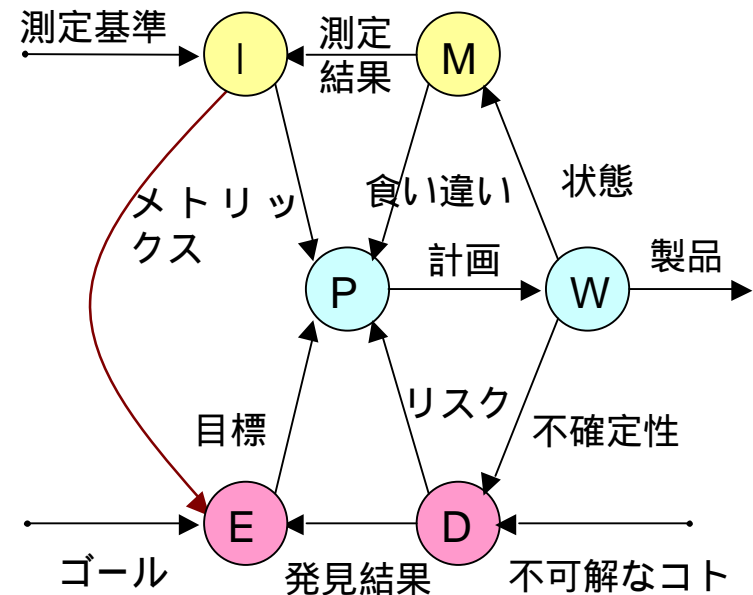 測定基準
I
測定
結果
M
メトリッ
クス
食い違い
状態
P
計画
W
製品
目標
リスク
不確定性
E
D
ゴール
発見結果
不可解なコト